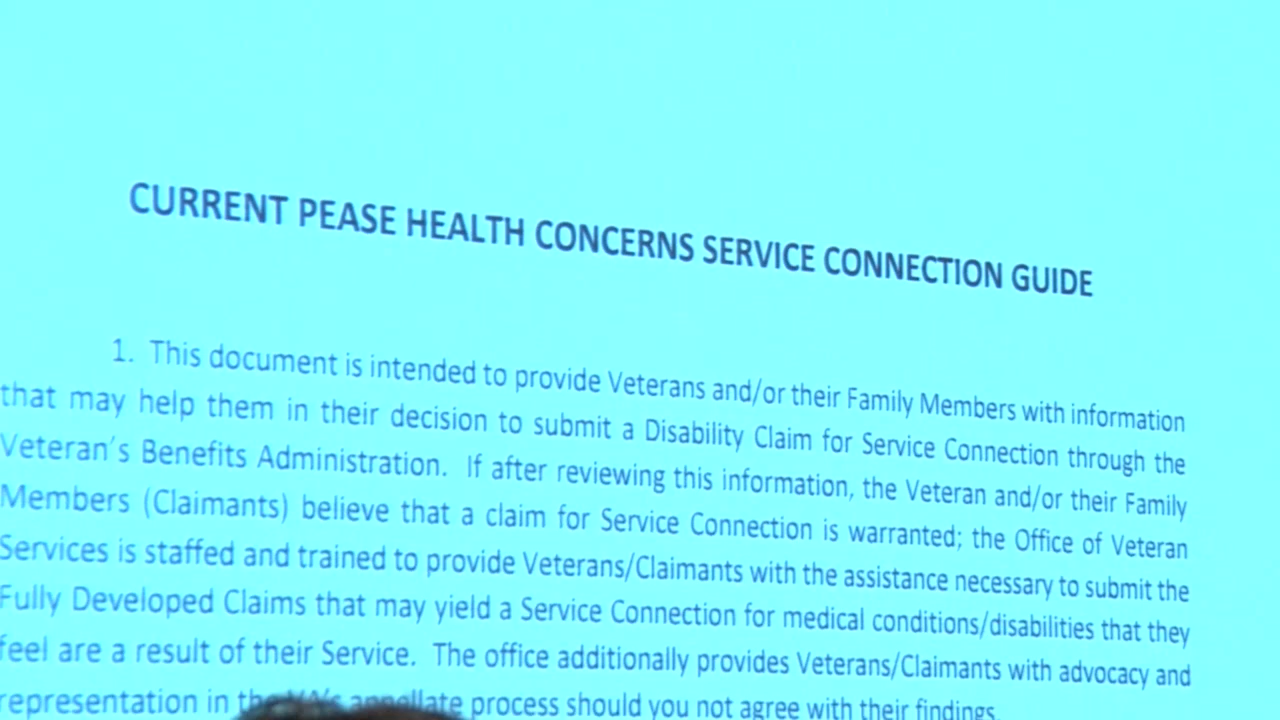 CURRENT PEASE HEALTH CONCERNS SERVICE CONNECTION GUIDE
1. This document is intended to provide Veterans and/or their Family Members with information
that may help them in their decision to submit a Disability Claim for Service Connection through the
Veteran's Benefits Administration. If after reviewing this information, the Veteran and/or their Family
Members (Claimants) believe that a claim for Service Connection is warranted; the Office of Veteran
Services is staffed and trained to provide Veterans/Claimants with the assistance necessary to submit the
Fully Developed Claims that may yield a Service Connection for medical conditions/disabilities that they
feel are a result of their Service. The office additionally provides Veterans/Claimants with advocacy and
representation in the VA's appellate process should you not agree with their findings.